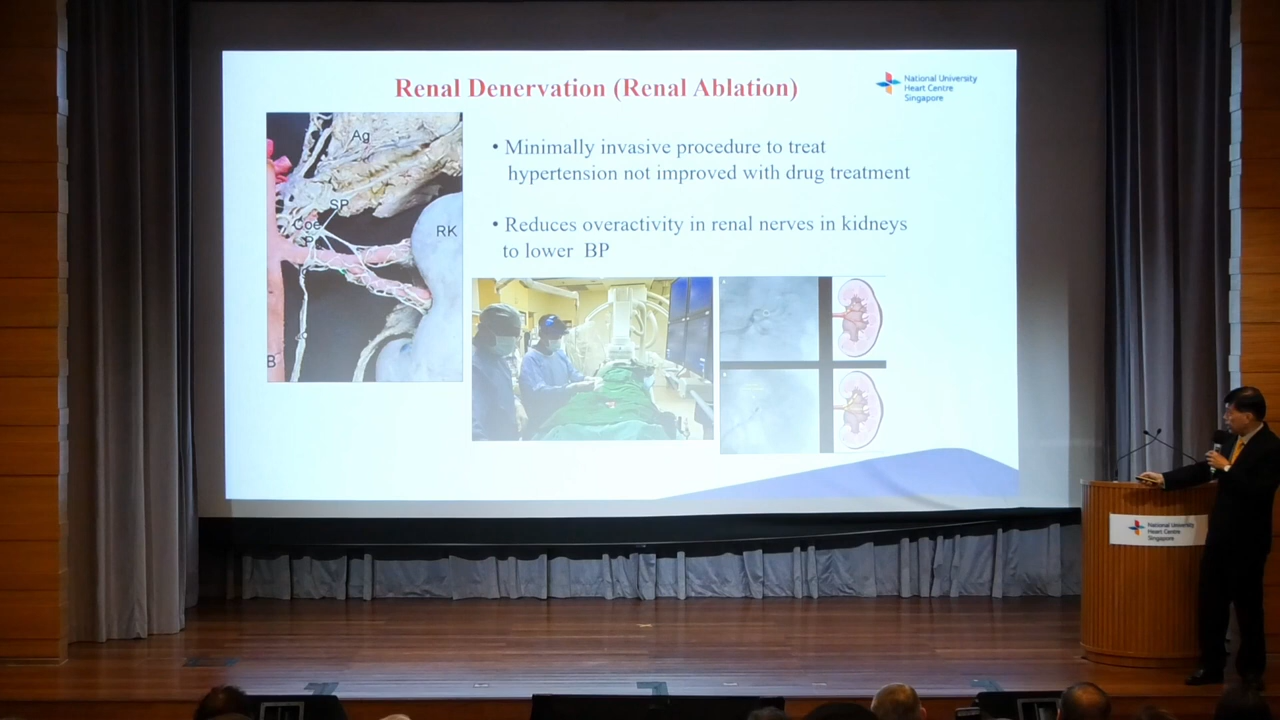 Renal Denervation (Renal Ablation)
National University
Heart Centre
Singapore
Ag
SP
Coe
P
RK
B
• Minimally invasive procedure to treat
hypertension not improved with drug treatment
• Reduces overactivity in renal nerves in kidneys
to lower BP
National University
Heart Centre
Singapore